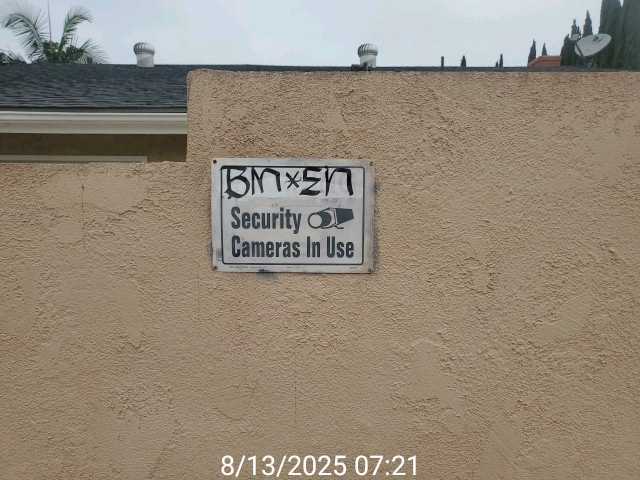 BM*EN
Security
Cameras In Use
8/13/2025 07:21